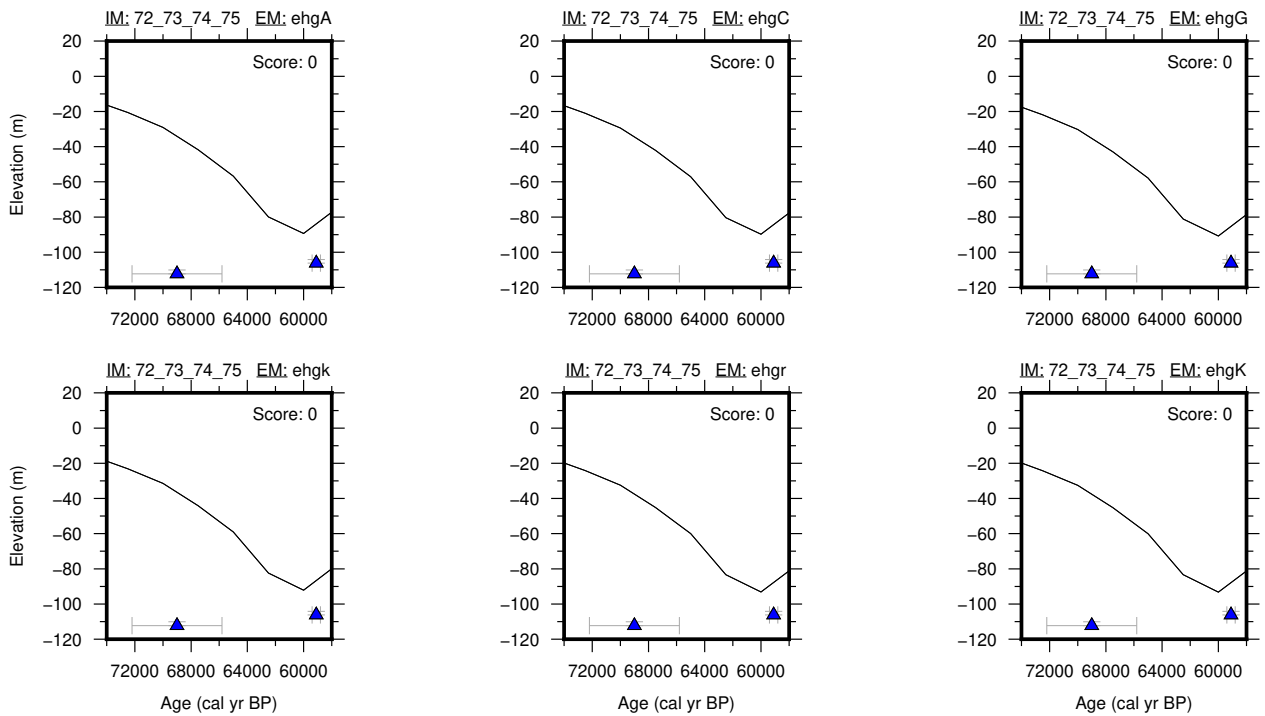 IM: 72_73_74_75 EM: ehgA
IM: 72_73_74_75 EM: ehgC
IM: 72_73_74_75 EM: ehgG
Score: 0
Score: 0
Score: 0
Elevation (m)
20
0
−20
−40
−60
−80
−100
−120
20
0
−20
−40
−60
−80
−100
−120
20
0
−20
−40
−60
−80
−100
−120
72000 68000 64000 60000
72000 68000 64000 60000
72000 68000 64000 60000
IM: 72_73_74_75 EM: ehgk
IM: 72_73_74_75 EM: ehgr
IM: 72_73_74_75 EM: ehgK
Score: 0
Score: 0
Score: 0
Elevation (m)
20
0
−20
−40
−60
−80
−100
−120
20
0
−20
−40
−60
−80
−100
−120
20
0
−20
−40
−60
−80
−100
−120
72000 68000 64000 60000
72000 68000 64000 60000
72000 68000 64000 60000
Age (cal yr BP)
Age (cal yr BP)
Age (cal yr BP)